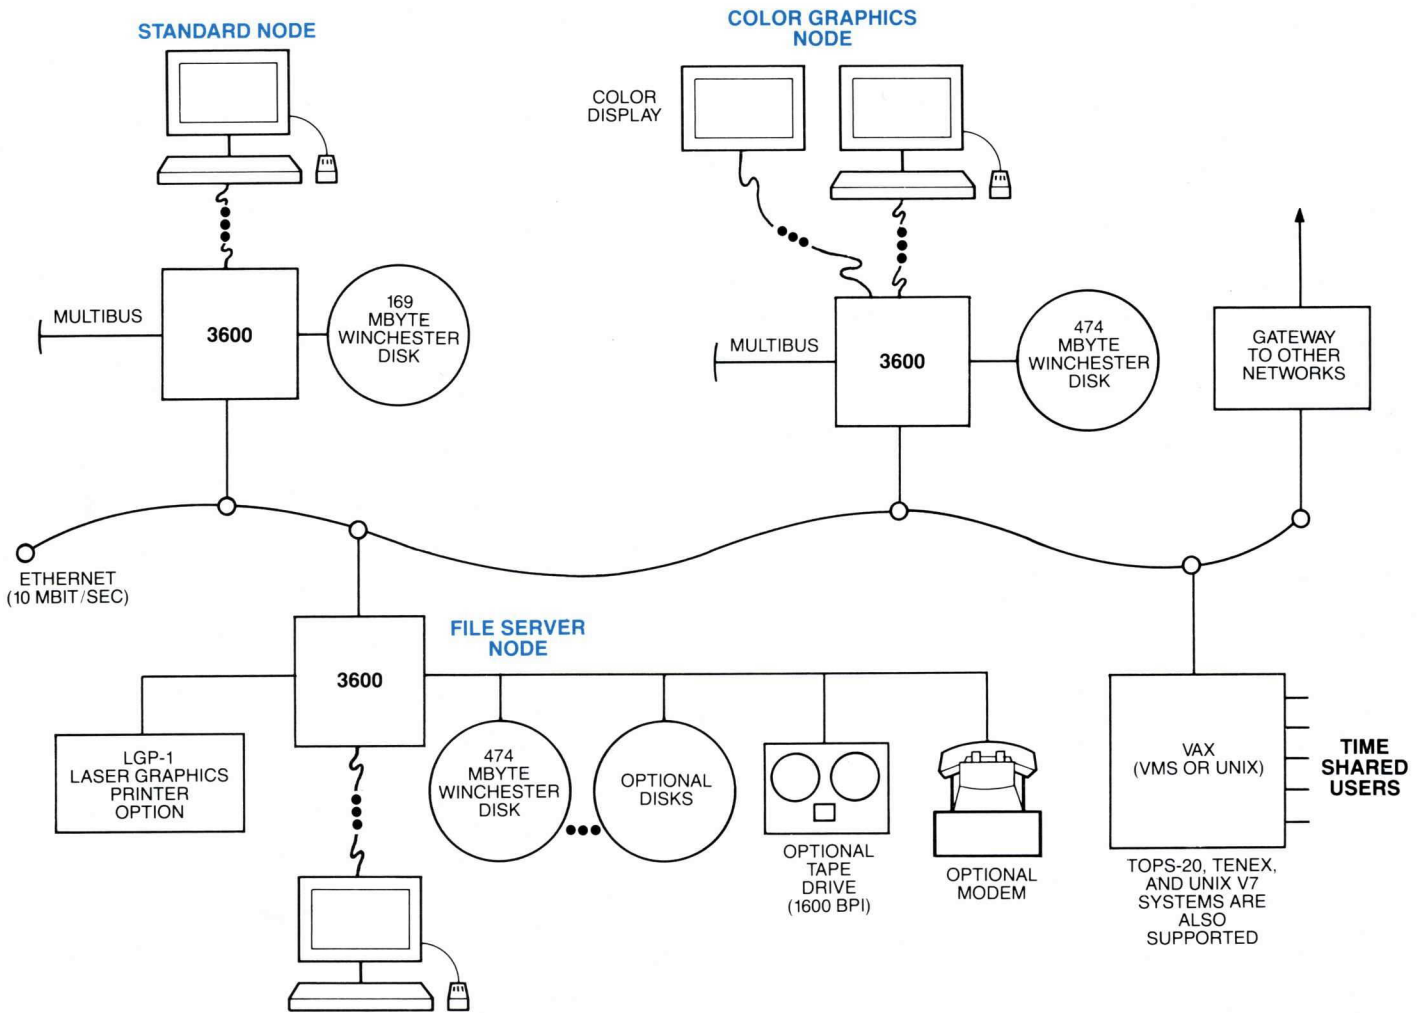 STANDARD NODE
COLOR GRAPHICS
NODE
COLOR
DISPLAY
MULTIBUS
3600
169
MBYTE
WINCHESTER
DISK
MULTIBUS
3600
474
MBYTE
WINCHESTER
DISK
GATEWAY
TO OTHER
NETWORKS
ETHERNET
(10 MBIT/SEC)
FILE SERVER
NODE
3600
LGP-1
LASER GRAPHICS
PRINTER
OPTION
474
MBYTE
WINCHESTER
DISK
OPTIONAL
DISKS
OPTIONAL
TAPE
DRIVE
(1600 BPI)
OPTIONAL
MODEM
VAX
(VMS OR UNIX)
TIME
SHARED
USERS
TOPS-20, TENEX,
AND UNIX V7
SYSTEMS ARE
ALSO
SUPPORTED